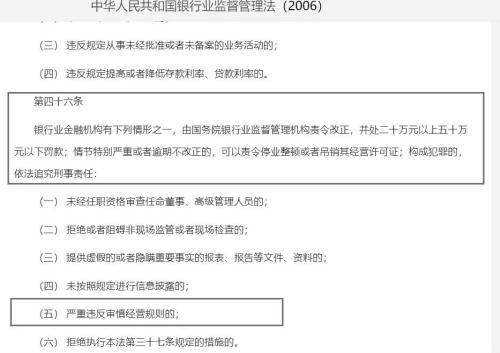 中华人民共和国银行业监督管理法（2006）
（三） 违反规定从事未经批准或者未备案的业务活动的；
（四） 违反规定提高或者降低存款利率、贷款利率的。
第四十六条
银行业金融机构有下列情形之一，由国务院银行业监督管理机构责令改正，并处二十万元以上五十万
元以下罚款；情节特别严重或者逾期不改正的，可以责令停业整顿或者吊销其经营许可证；构成犯罪的，
依法追究刑事责任：
（一） 未经任职资格审查任命董事、高级管理人员的；
（二） 拒绝或者阻碍非现场监管或者现场检查的；
（三） 提供虚假的或者隐瞒重要事实的报表、报告等文件、资料的；
（四） 未按照规定进行信息披露的；
（五） 严重违反审慎经营规则的；
（六） 拒绝执行本法第三十七条规定的措施的。